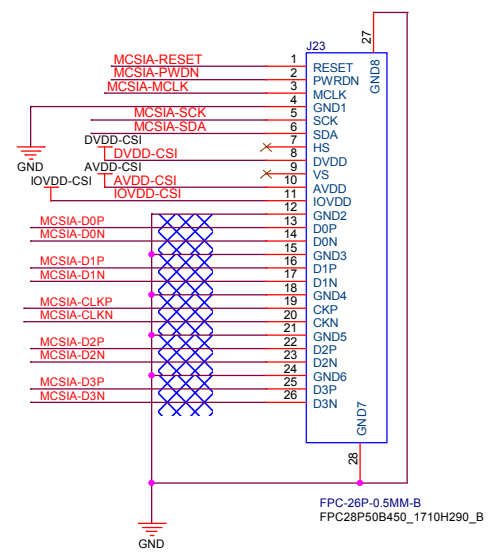 J23
27
GND8
MCSIA-RESET 1 RESET
MCSIA-PWDN 2 PWRDN
MCSIA-MCLK 3 MCLK
4 GND1
MCSIA-SCK 5 SCK
MCSIA-SDA 6 SDA
DVDD-CSI 7 HS
DVDD-CSI 8 DVDD
AVDD-CSI 9 VS
AVDD-CSI 10 AVDD
IOVDD-CSI IOVDD-CSI 11 IOVDD
GND
12 GND2
MCSIA-D0P 13 D0P
MCSIA-D0N 14 D0N
15 GND3
MCSIA-D1P 16 D1P
MCSIA-D1N 17 D1N
18 GND4
MCSIA-CLKP 19 CKP
MCSIA-CLKN 20 CKN
21 GND5
MCSIA-D2P 22 D2P
MCSIA-D2N 23 D2N
24 GND6
MCSIA-D3P 25 D3P
MCSIA-D3N 26 D3N
GND7
28
FPC-26P-0.5MM-B
FPC28P50B450_1710H290_B
GND